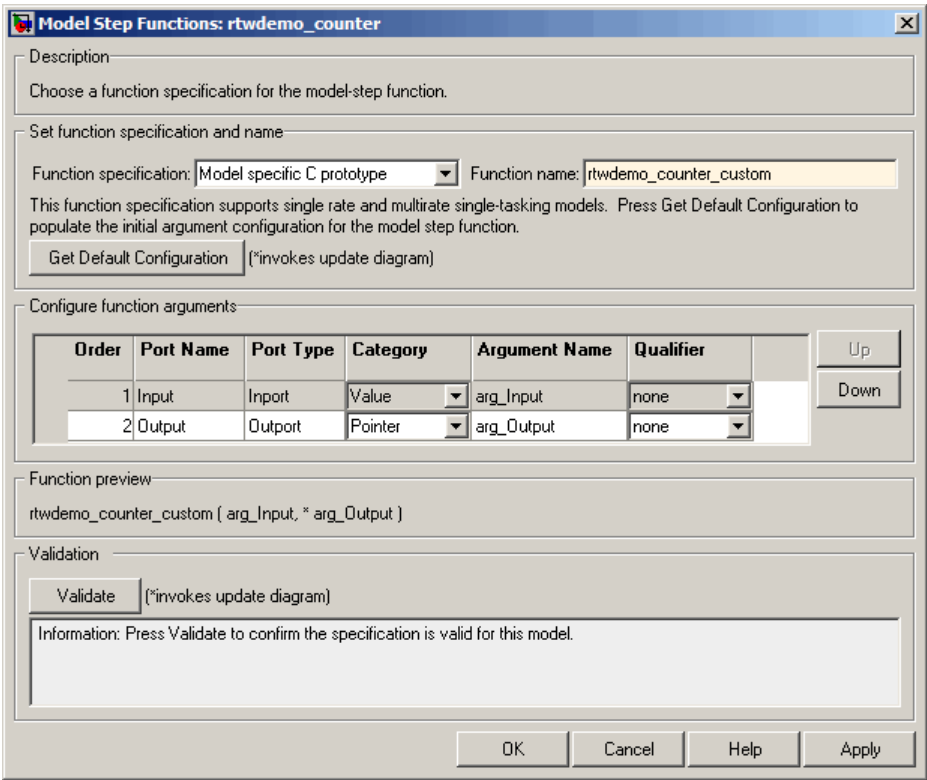 Model Step Functions: rtwdemo_counter
Description
Choose a function specification for the model-step function.
Set function specification and name
Function specification: Model specific C prototype Function name: rtwdemo_counter_custom
This function specification supports single rate and multirate single-tasking models. Press Get Default Configuration to
populate the initial argument configuration for the model step function.
Get Default Configuration (*invokes update diagram)
Configure function arguments
Order Port Name Port Type Category Argument Name Qualifier Up
1 Input Inport Value arg_Input none Down
2 Output Outport Pointer arg_Output none
Function preview
rtwdemo_counter_custom ( arg_Input, * arg_Output )
Validation
Validate (*invokes update diagram)
Information: Press Validate to confirm the specification is valid for this model.
OK Cancel Help Apply